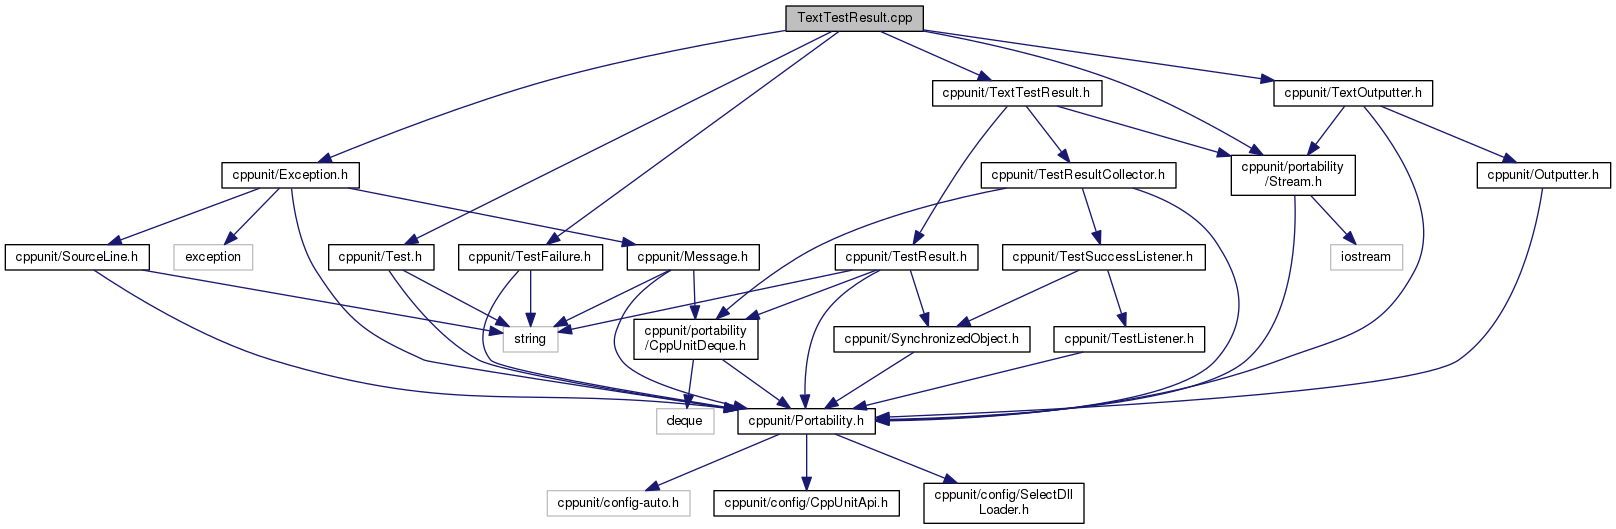 TextTestResult.cpp
cppunit/TextTestResult.h
cppunit/TextOutputter.h
cppunit/Exception.h
cppunit/TestResultCollector.h
cppunit/portability
/Stream.h
cppunit/Outputter.h
cppunit/SourceLine.h
exception
cppunit/Test.h
cppunit/TestFailure.h
cppunit/Message.h
cppunit/TestResult.h
cppunit/TestSuccessListener.h
iostream
string
cppunit/portability
/CppUnitDeque.h
cppunit/SynchronizedObject.h
cppunit/TestListener.h
deque
cppunit/Portability.h
cppunit/config-auto.h
cppunit/config/CppUnitApi.h
cppunit/config/SelectDll
Loader.h